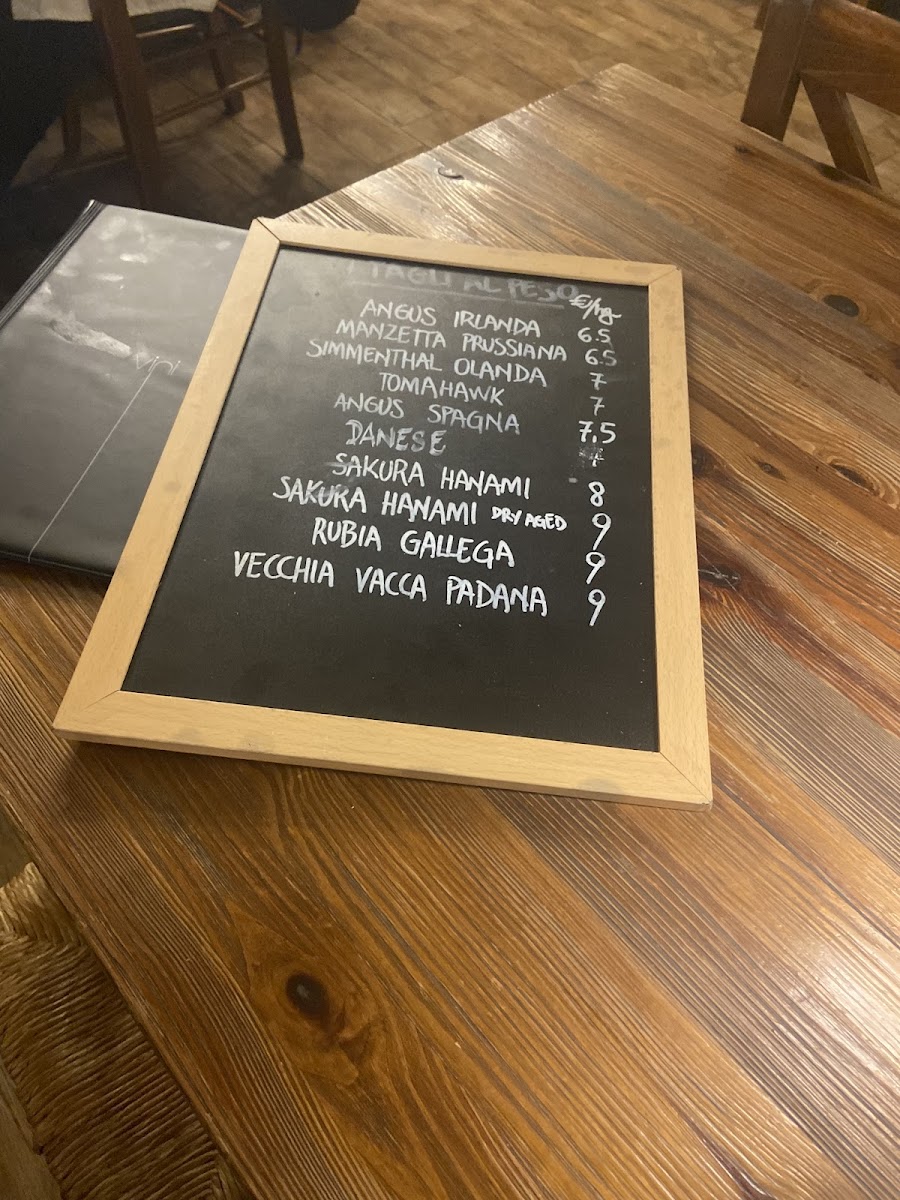 I TAGLI AL PESO
€/hg
ANGUS IRLANDA 6.5
MANZETTA PRUSSIANA 6.5
SIMMENTHAL OLANDA 7
TOMAHAWK 7
ANGUS SPAGNA 7,5
DANESE
SAKURA HANAMI 8
SAKURA HANAMI DRY AGED 9
RUBIA GALLEGA 9
VECCHIA VACCA PADANA 9
Vini